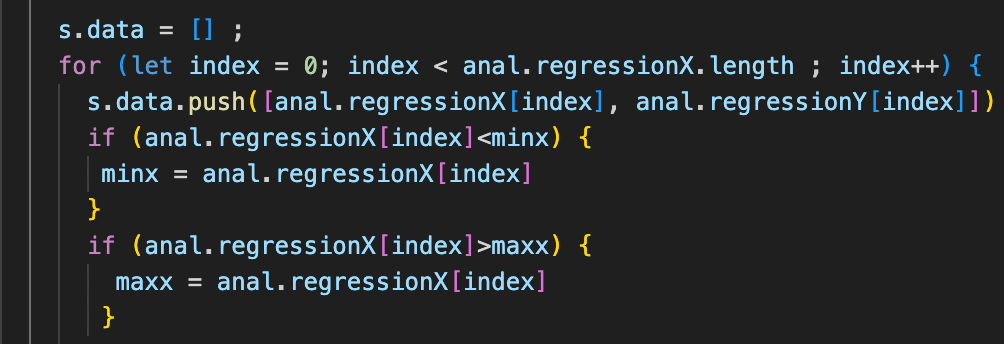 s.data = [] ;
for (let index = 0; index < anal.regressionX.length ; index++) {
s.data.push([anal.regressionX[index], anal.regressionY[index]])
if (anal.regressionX[index]<minx) {
minx = anal.regressionX[index]
}
if (anal.regressionX[index]>maxx) {
maxx = anal.regressionX[index]
}